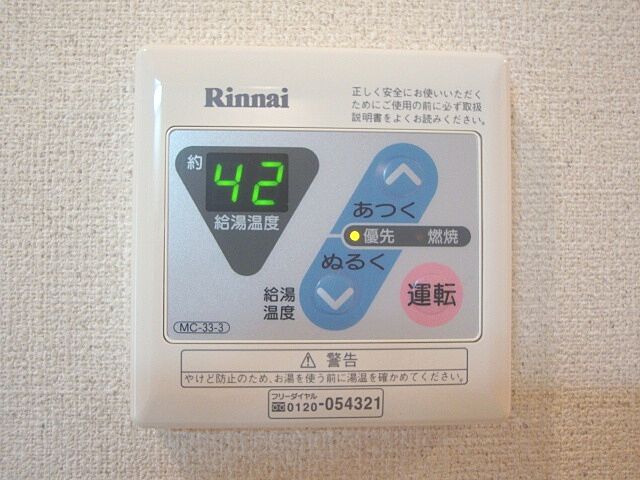 Rinnai
正しく安全にお使いいただく
ためにご使用の前に必ず取扱
説明書をよくお読みください。
約
42
給湯温度
あつく
優先 燃焼
ぬるく
給湯
温度
運転
MC-33-3
⚠ 警告
やけど防止のため、お湯を使う前に湯温を確かめてください。
フリーダイヤル
0120-054321